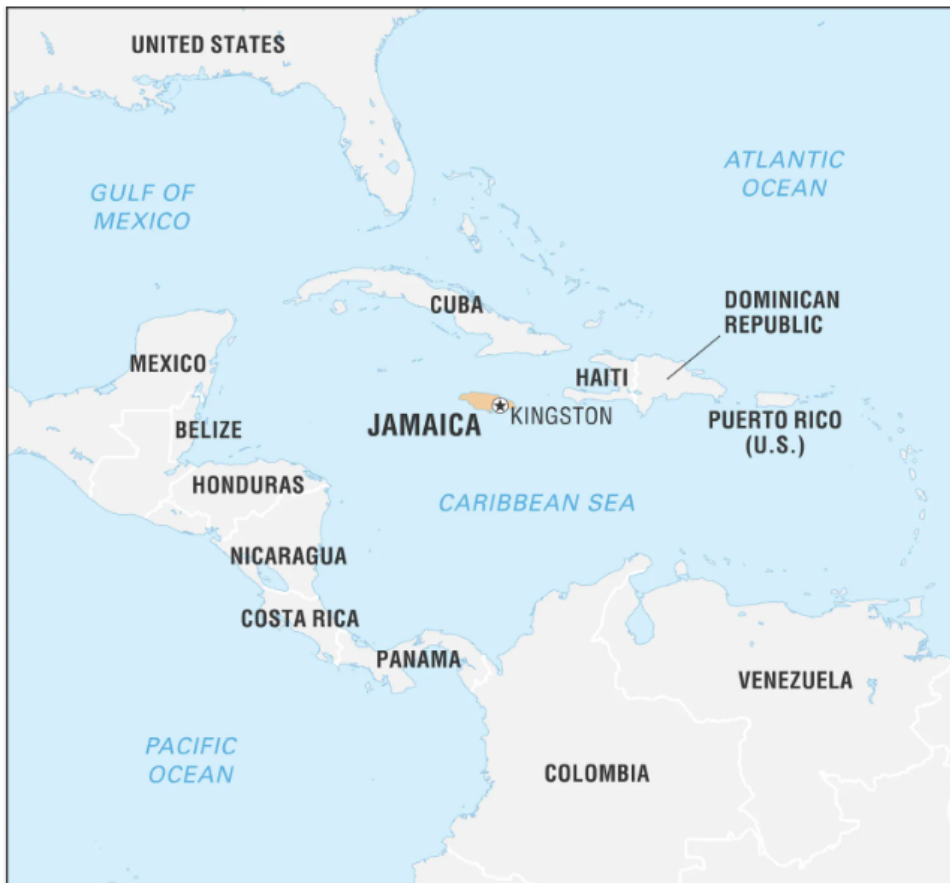 UNITED STATES
ATLANTIC
OCEAN
GULF OF
MEXICO
CUBA
DOMINICAN
REPUBLIC
MEXICO
HAITI
JAMAICA
KINGSTON
PUERTO RICO
(U.S.)
BELIZE
HONDURAS
CARIBBEAN SEA
NICARAGUA
COSTA RICA
PANAMA
VENEZUELA
PACIFIC
OCEAN
COLOMBIA